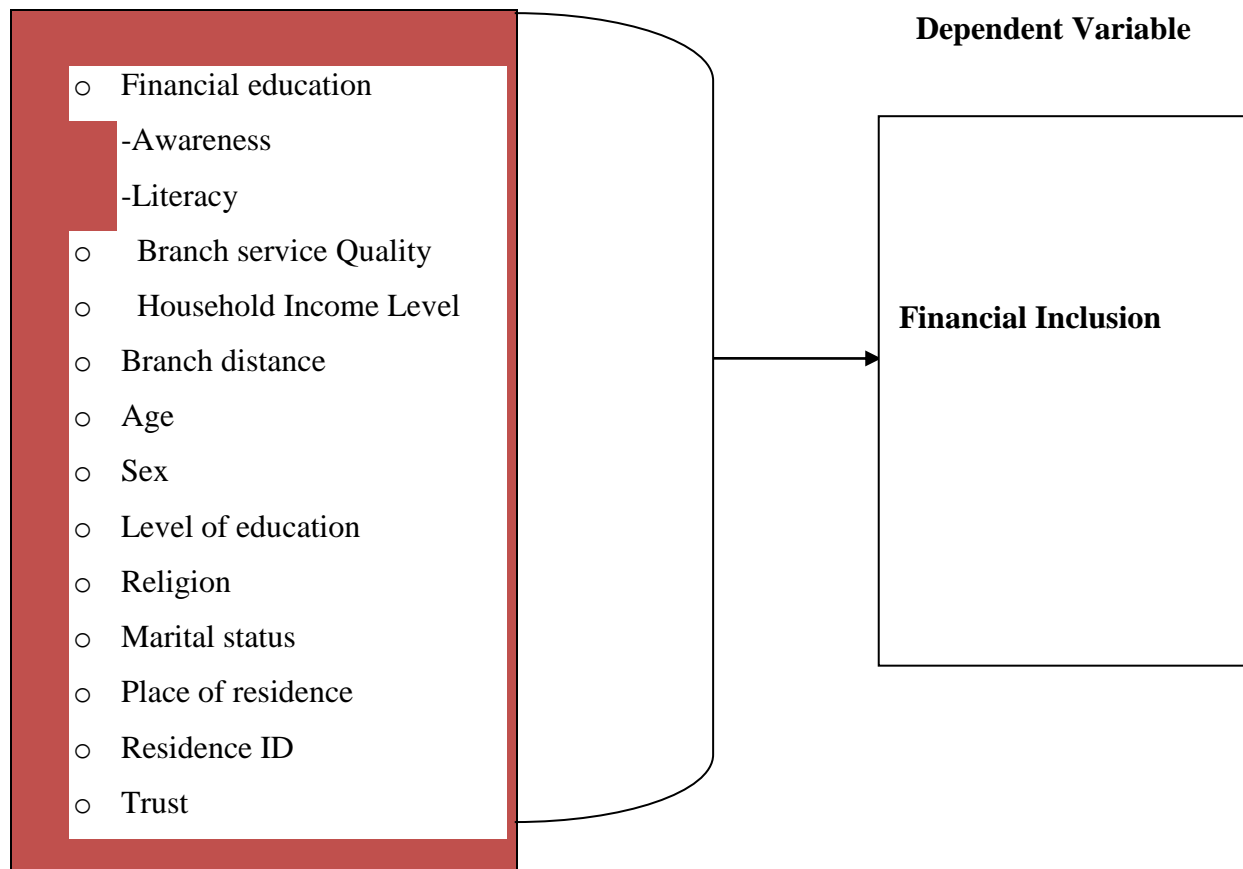 Dependent Variable
o Financial education
-Awareness
-Literacy
o Branch service Quality
o Household Income Level
o Branch distance
o Age
o Sex
o Level of education
o Religion
o Marital status
o Place of residence
o Residence ID
o Trust
Financial Inclusion